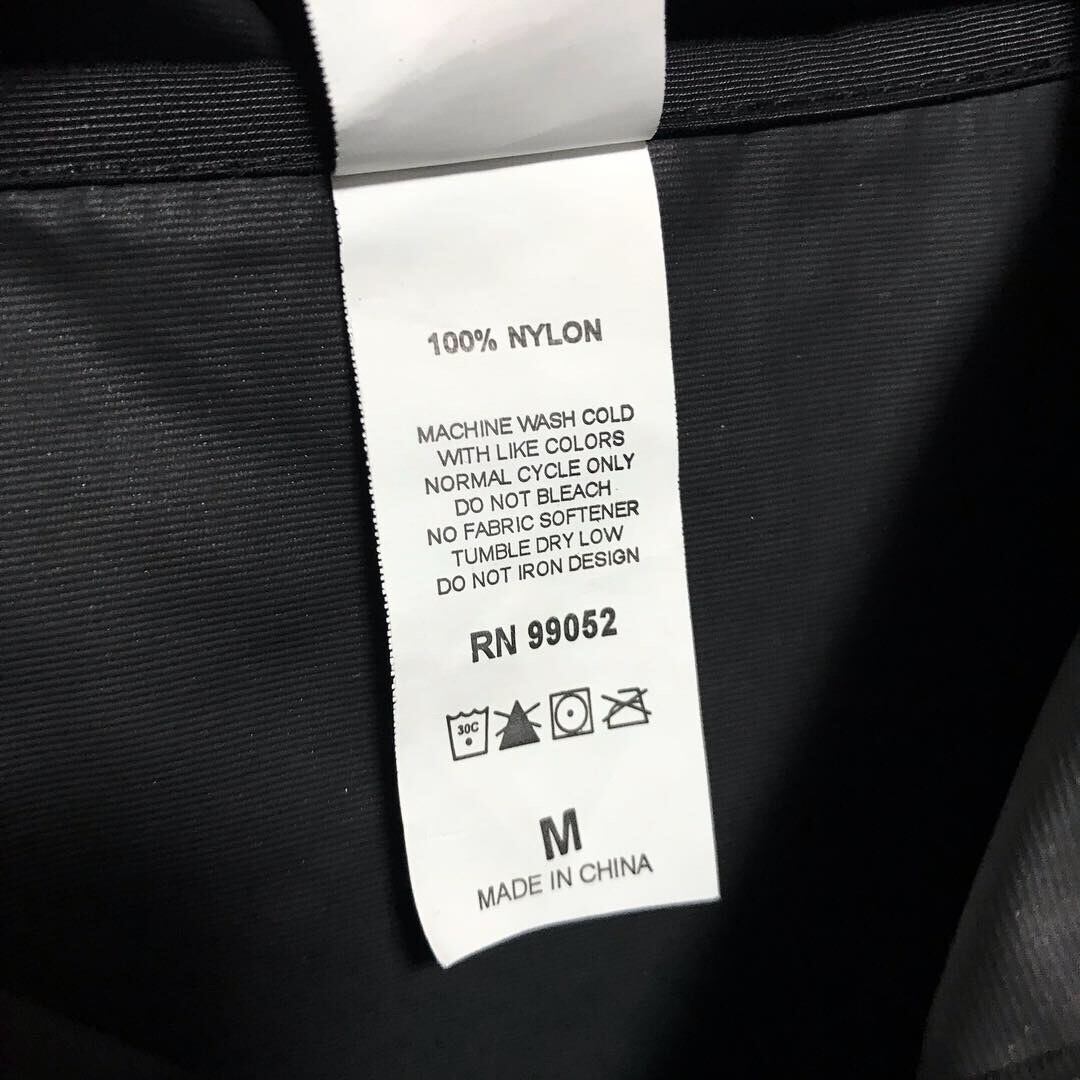 100% NYLON
MACHINE WASH COLD
WITH LIKE COLORS
NORMAL CYCLE ONLY
DO NOT BLEACH
NO FABRIC SOFTENER
TUMBLE DRY LOW
DO NOT IRON DESIGN
RN 99052
30C
M
MADE IN CHINA